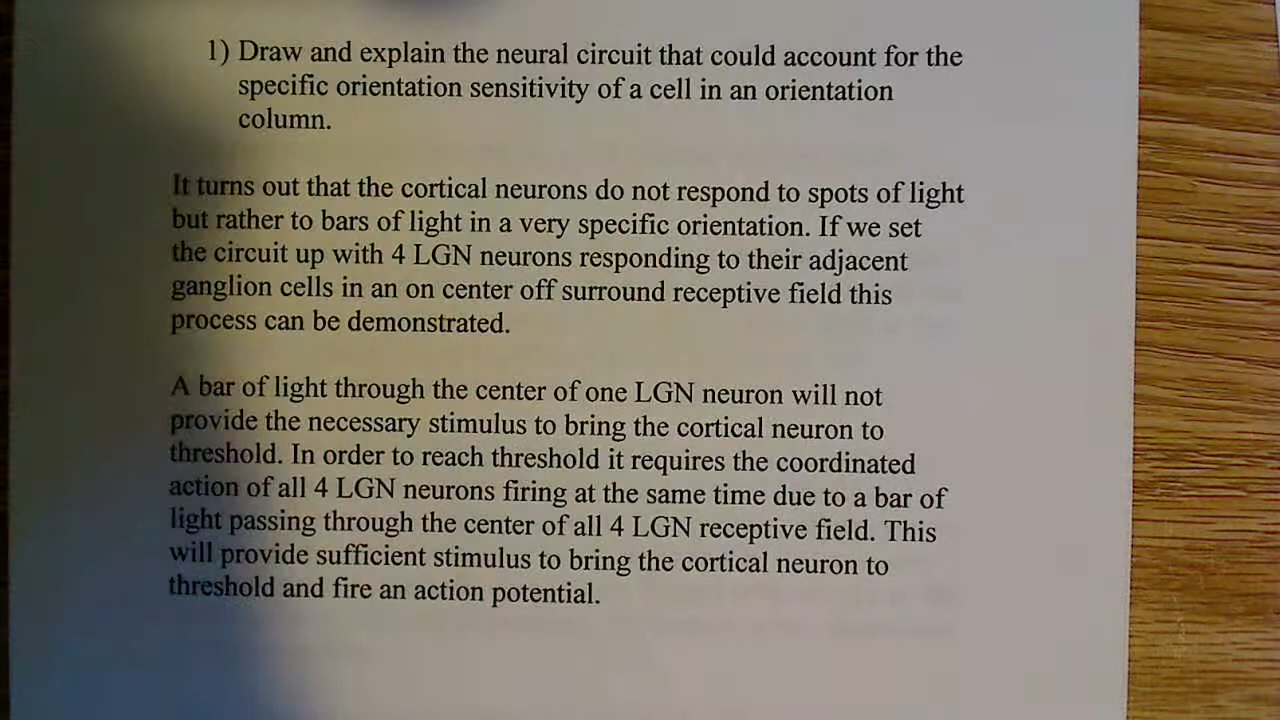 1) Draw and explain the neural circuit that could account for the
specific orientation sensitivity of a cell in an orientation
column.
It turns out that the cortical neurons do not respond to spots of light
but rather to bars of light in a very specific orientation. If we set
the circuit up with 4 LGN neurons responding to their adjacent
ganglion cells in an on center off surround receptive field this
process can be demonstrated.
A bar of light through the center of one LGN neuron will not
provide the necessary stimulus to bring the cortical neuron to
threshold. In order to reach threshold it requires the coordinated
action of all 4 LGN neurons firing at the same time due to a bar of
light passing through the center of all 4 LGN receptive field. This
will provide sufficient stimulus to bring the cortical neuron to
threshold and fire an action potential.